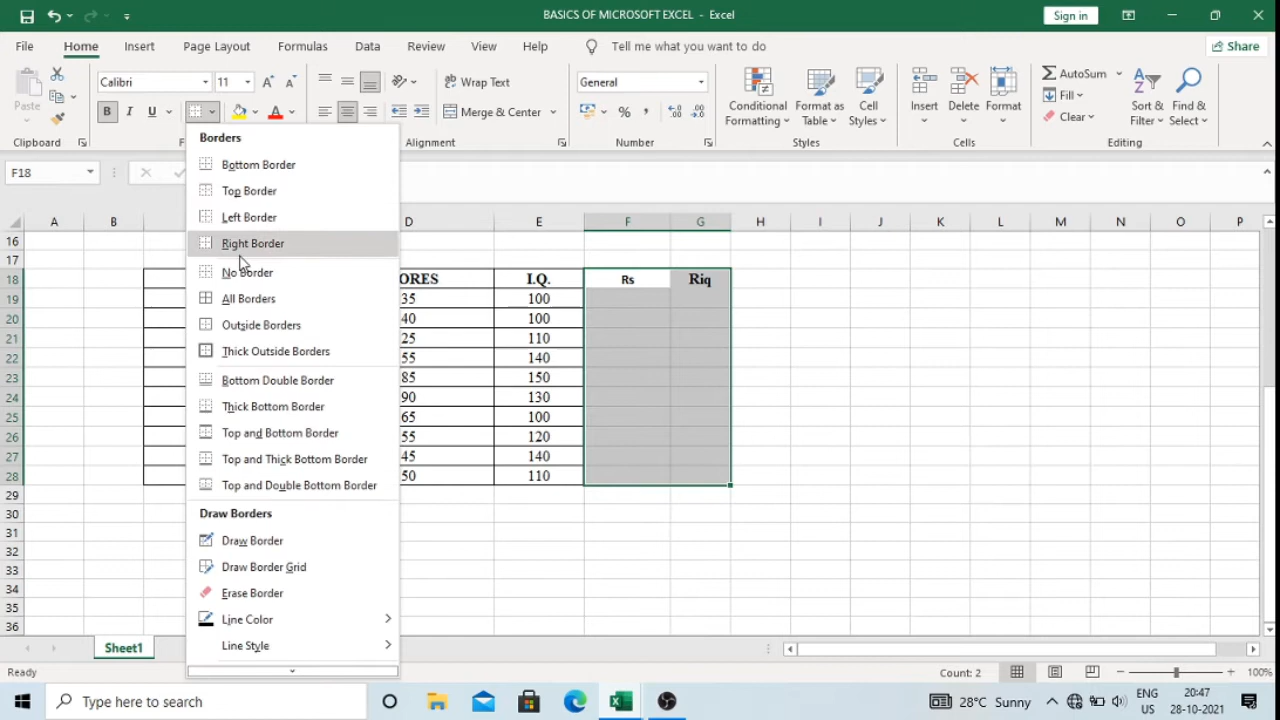 BASICS OF MICROSOFT EXCEL - Excel
Sign in
File Home Insert Page Layout Formulas Data Review View Help Tell me what you want to do Share
Paste
Calibri 11
B I U
Wrap Text
Merge & Center
General
% ,
Conditional Formatting
Format as Table
Cell Styles
Insert
Delete
Format
AutoSum
Fill
Clear
Sort & Filter
Find & Select
Clipboard Alignment Number Styles Cells Editing
F18
Borders
Bottom Border
Top Border
Left Border
Right Border
No Border
All Borders
Outside Borders
Thick Outside Borders
Bottom Double Border
Thick Bottom Border
Top and Bottom Border
Top and Thick Bottom Border
Top and Double Bottom Border
Draw Borders
Draw Border
Draw Border Grid
Erase Border
Line Color
Line Style
A B D E F G H I J K L M N O P
16
17
18 ORES I.Q. Rs Riq
19 35 100
20 40 100
21 25 110
22 55 140
23 85 150
24 90 130
25 65 100
26 55 120
27 45 140
28 50 110
29
30
31
32
33
34
35
36
Sheet1
Ready Count: 2 100%
Type here to search
28°C Sunny
ENG US
20:47
28-10-2021